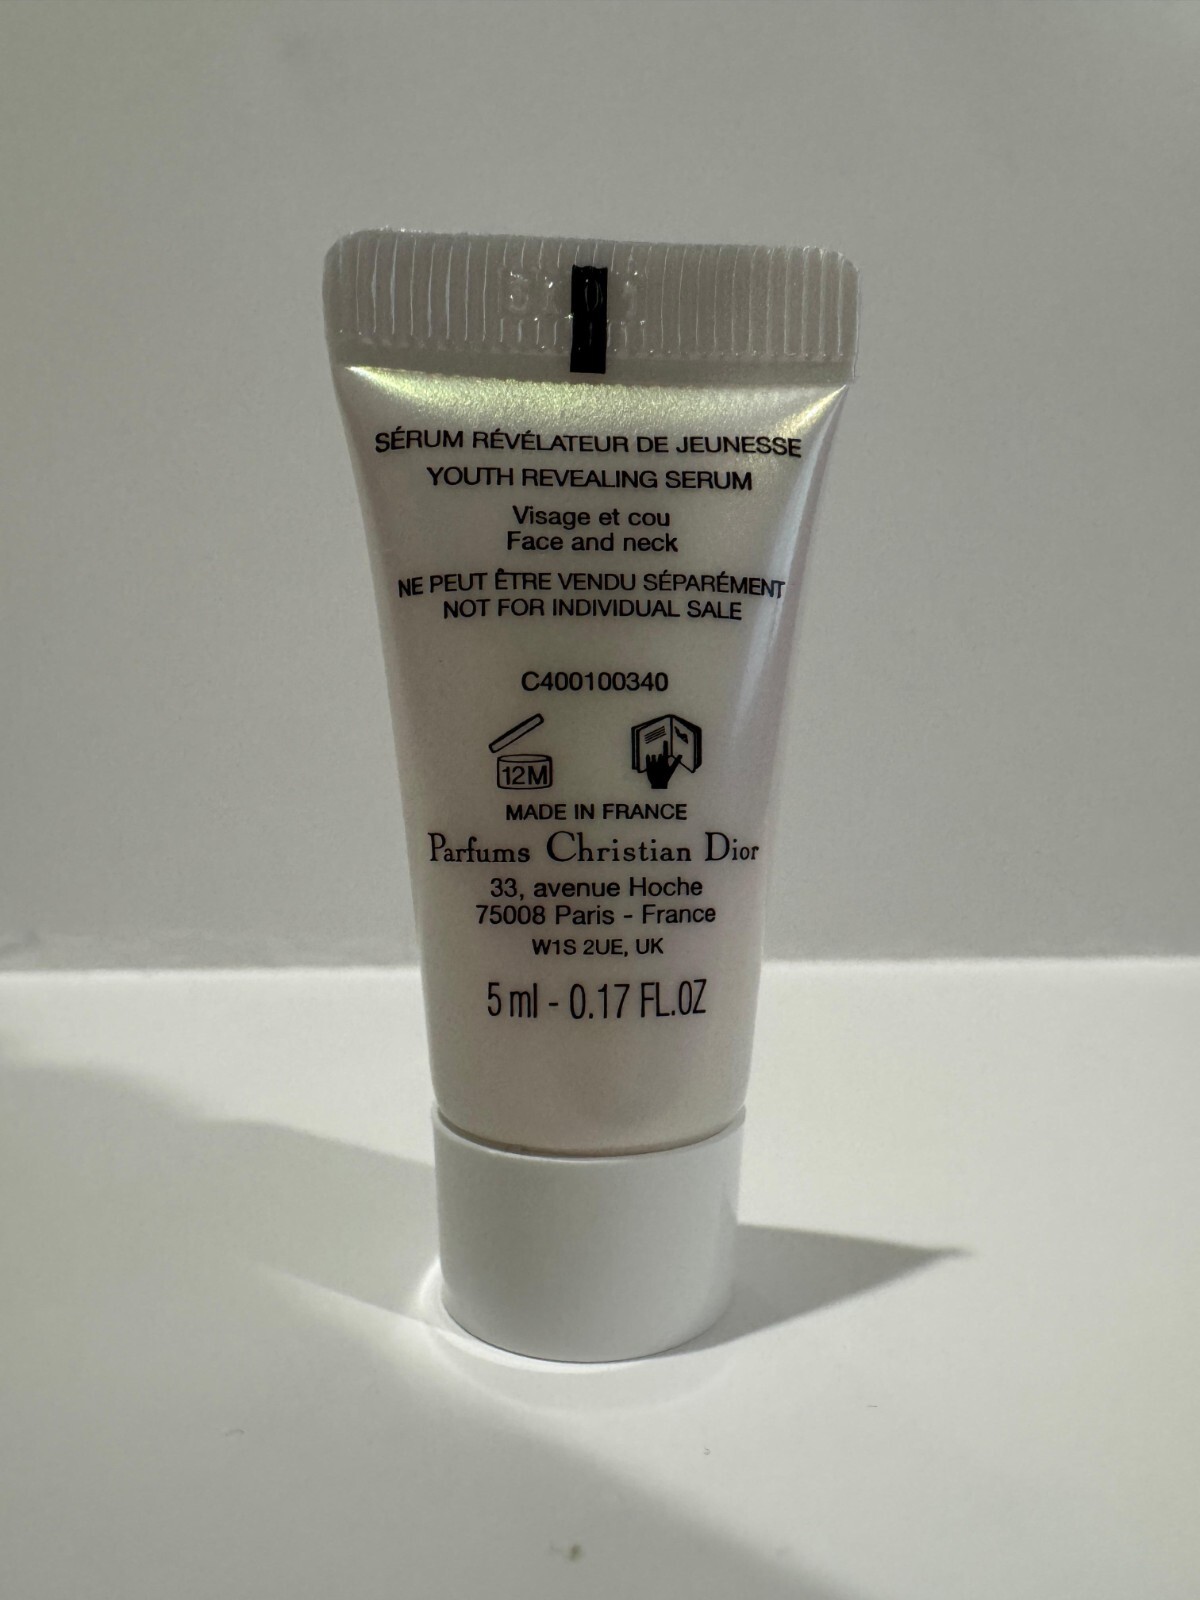 SÉRUM RÉVÉLATEUR DE JEUNESSE
YOUTH REVEALING SERUM
Visage et cou
Face and neck
NE PEUT ÊTRE VENDU SÉPARÉMENT
NOT FOR INDIVIDUAL SALE
C400100340
12M
MADE IN FRANCE
Parfums Christian Dior
33, avenue Hoche
75008 Paris - France
W1S 2UE, UK
5 ml - 0.17 FL.OZ